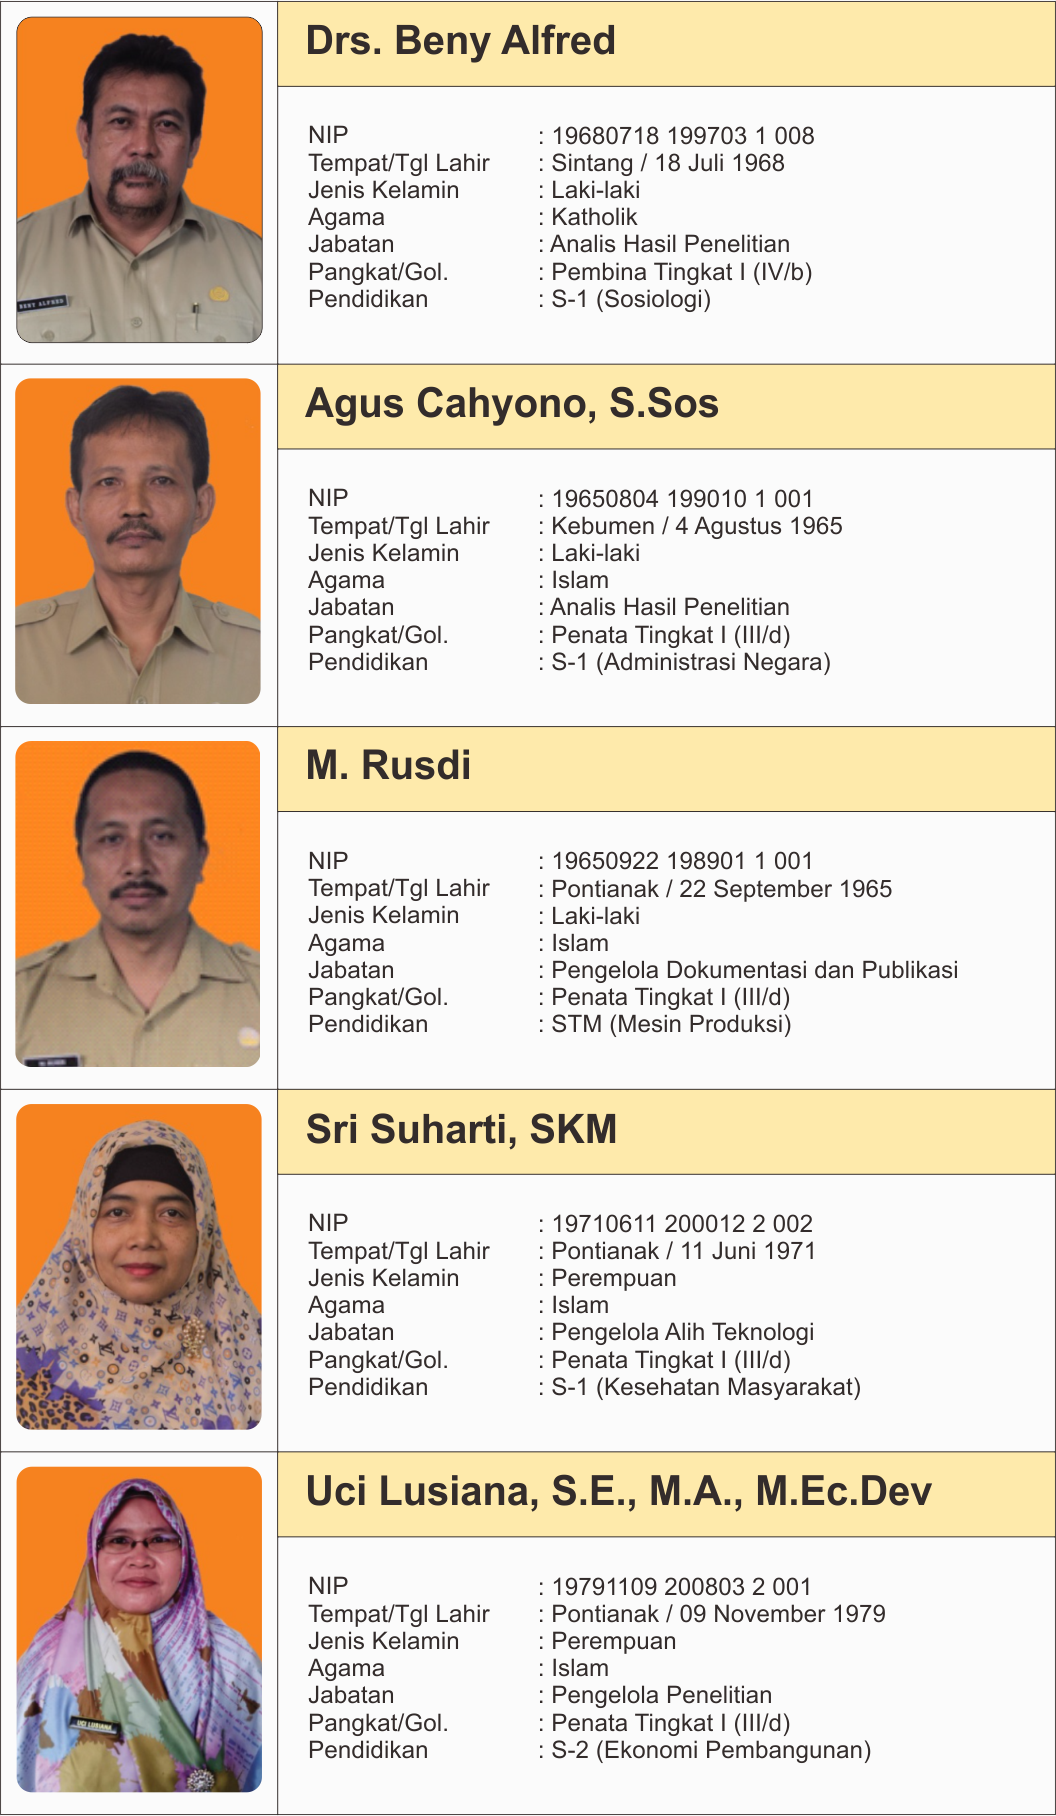 Drs. Beny Alfred
NIP : 19680718 199703 1 008
Tempat/Tgl Lahir : Sintang / 18 Juli 1968
Jenis Kelamin : Laki-laki
Agama : Katholik
Jabatan : Analis Hasil Penelitian
Pangkat/Gol. : Pembina Tingkat I (IV/b)
Pendidikan : S-1 (Sosiologi)
BENY ALFRED
Agus Cahyono, S.Sos
NIP : 19650804 199010 1 001
Tempat/Tgl Lahir : Kebumen / 4 Agustus 1965
Jenis Kelamin : Laki-laki
Agama : Islam
Jabatan : Analis Hasil Penelitian
Pangkat/Gol. : Penata Tingkat I (III/d)
Pendidikan : S-1 (Administrasi Negara)
M. Rusdi
NIP : 19650922 198901 1 001
Tempat/Tgl Lahir : Pontianak / 22 September 1965
Jenis Kelamin : Laki-laki
Agama : Islam
Jabatan : Pengelola Dokumentasi dan Publikasi
Pangkat/Gol. : Penata Tingkat I (III/d)
Pendidikan : STM (Mesin Produksi)
Sri Suharti, SKM
NIP : 19710611 200012 2 002
Tempat/Tgl Lahir : Pontianak / 11 Juni 1971
Jenis Kelamin : Perempuan
Agama : Islam
Jabatan : Pengelola Alih Teknologi
Pangkat/Gol. : Penata Tingkat I (III/d)
Pendidikan : S-1 (Kesehatan Masyarakat)
Uci Lusiana, S.E., M.A., M.Ec.Dev
NIP : 19791109 200803 2 001
Tempat/Tgl Lahir : Pontianak / 09 November 1979
Jenis Kelamin : Perempuan
Agama : Islam
Jabatan : Pengelola Penelitian
Pangkat/Gol. : Penata Tingkat I (III/d)
Pendidikan : S-2 (Ekonomi Pembangunan)
UCI LUSIANA